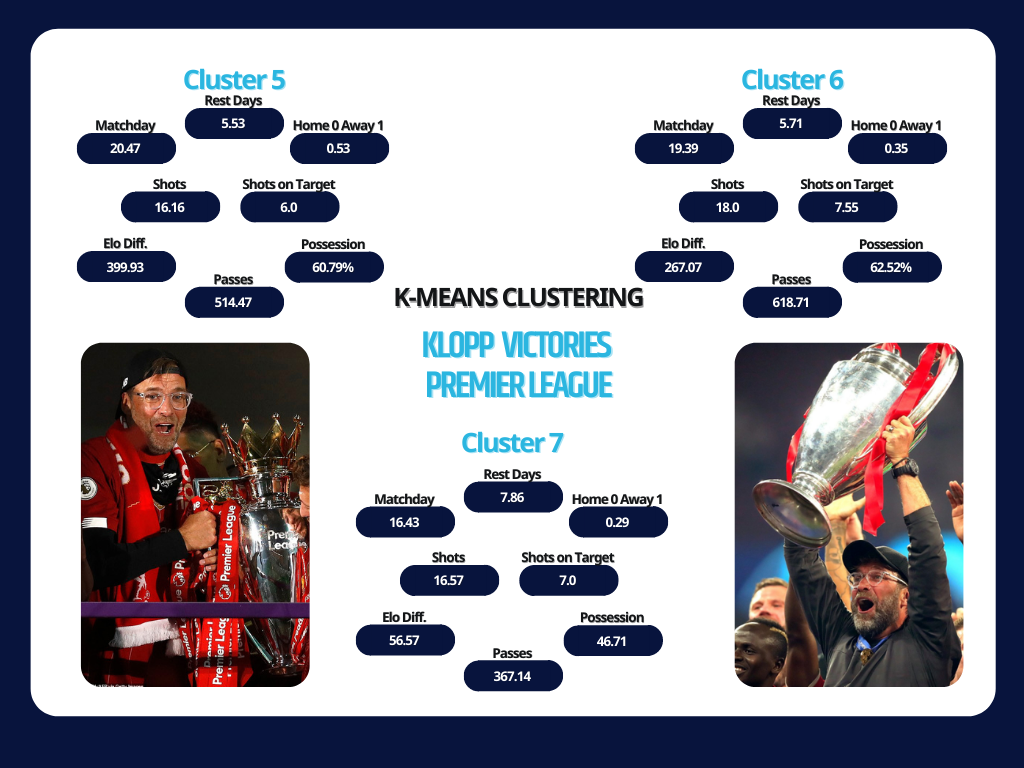 Cluster 5
Rest Days
5.53
Matchday
20.47
Home 0 Away 1
0.53
Shots
16.16
Shots on Target
6.0
Elo Diff.
399.93
Possession
60.79%
Passes
514.47
Cluster 6
Rest Days
5.71
Matchday
19.39
Home 0 Away 1
0.35
Shots
18.0
Shots on Target
7.55
Elo Diff.
267.07
Possession
62.52%
Passes
618.71
K-MEANS CLUSTERING
KLOPP VICTORIES
PREMIER LEAGUE
Cluster 7
Rest Days
7.86
Matchday
16.43
Home 0 Away 1
0.29
Shots
16.57
Shots on Target
7.0
Elo Diff.
56.57
Possession
46.71
Passes
367.14
Premier League
Premier